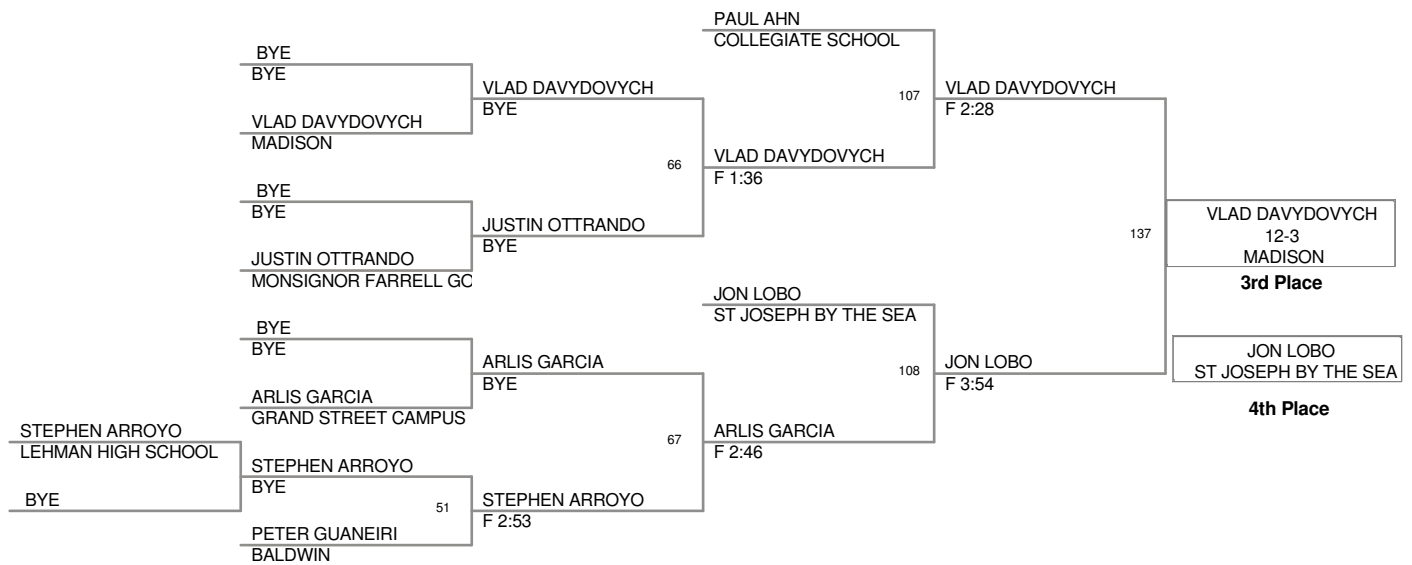 PAUL AHN
COLLEGIATE SCHOOL
BYE
BYE
VLAD DAVYDOVYCH
BYE
107
VLAD DAVYDOVYCH
F 2:28
VLAD DAVYDOVYCH
MADISON
66
VLAD DAVYDOVYCH
F 1:36
BYE
BYE
JUSTIN OTTRANDO
BYE
137
VLAD DAVYDOVYCH
12-3
MADISON
3rd Place
JUSTIN OTTRANDO
MONSIGNOR FARRELL GO
JON LOBO
ST JOSEPH BY THE SEA
BYE
BYE
ARLIS GARCIA
BYE
108
JON LOBO
F 3:54
JON LOBO
ST JOSEPH BY THE SEA
4th Place
ARLIS GARCIA
GRAND STREET CAMPUS
STEPHEN ARROYO
LEHMAN HIGH SCHOOL
67
ARLIS GARCIA
F 2:46
STEPHEN ARROYO
BYE
BYE
51
STEPHEN ARROYO
F 2:53
PETER GUANEIRI
BALDWIN